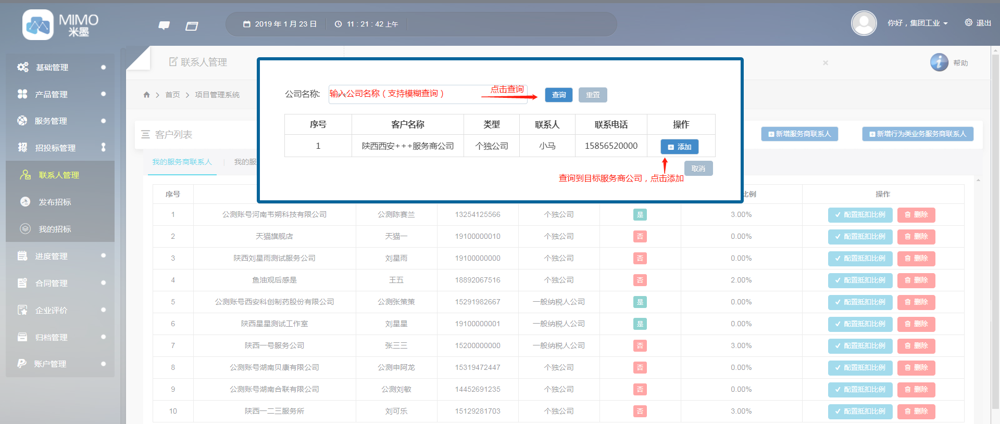 MIMO
米墨
2019 年 1 月 23 日
11 : 21 : 42 上午
你好，集团工业
退出
基础管理
产品管理
服务管理
招投标管理
联系人管理
发布招标
我的招标
进度管理
合同管理
企业评价
归档管理
账户管理
联系人管理
×
帮助
首页 > 项目管理系统
客户列表
新增服务商联系人
新增行为类业务服务商联系人
我的服务商联系人
我的服
公司名称:
输入公司名称（支持模糊查询）
点击查询
查询
重置
序号 客户名称 类型 联系人 联系电话 操作
1 陕西西安+++服务商公司 个独公司 小马 15856520000 添加
取消
查询到目标服务商公司，点击添加
序号 比例 操作
1 公测账号河南韦朔科技有限公司 公测陈赛兰 13254125566 个独公司 是 3.00% 配置抵扣比例 删除
2 天猫旗舰店 天猫一 19100000010 个独公司 否 0.00% 配置抵扣比例 删除
3 陕西刘星雨测试服务公司 刘星雨 19100000000 个独公司 否 0.00% 配置抵扣比例 删除
4 鱼油观后感是 王五 18892067516 个独公司 否 2.00% 配置抵扣比例 删除
5 公测账号西安科创制药股份有限公司 公测张策策 15291982667 一般纳税人公司 是 0.00% 配置抵扣比例 删除
6 陕西星星测试工作室 刘星星 19100000001 一般纳税人公司 是 0.00% 配置抵扣比例 删除
7 陕西一号服务公司 张三三 15200000000 一般纳税人公司 否 3.00% 配置抵扣比例 删除
8 公测账号湖南贝康有限公司 公测申阿龙 15319472447 个独公司 否 0.00% 配置抵扣比例 删除
9 公测账号湖南合联有限公司 公测刘敏 14452691235 个独公司 否 0.00% 配置抵扣比例 删除
10 陕西一二三服务所 刘可乐 15129281703 个独公司 否 3.00% 配置抵扣比例 删除